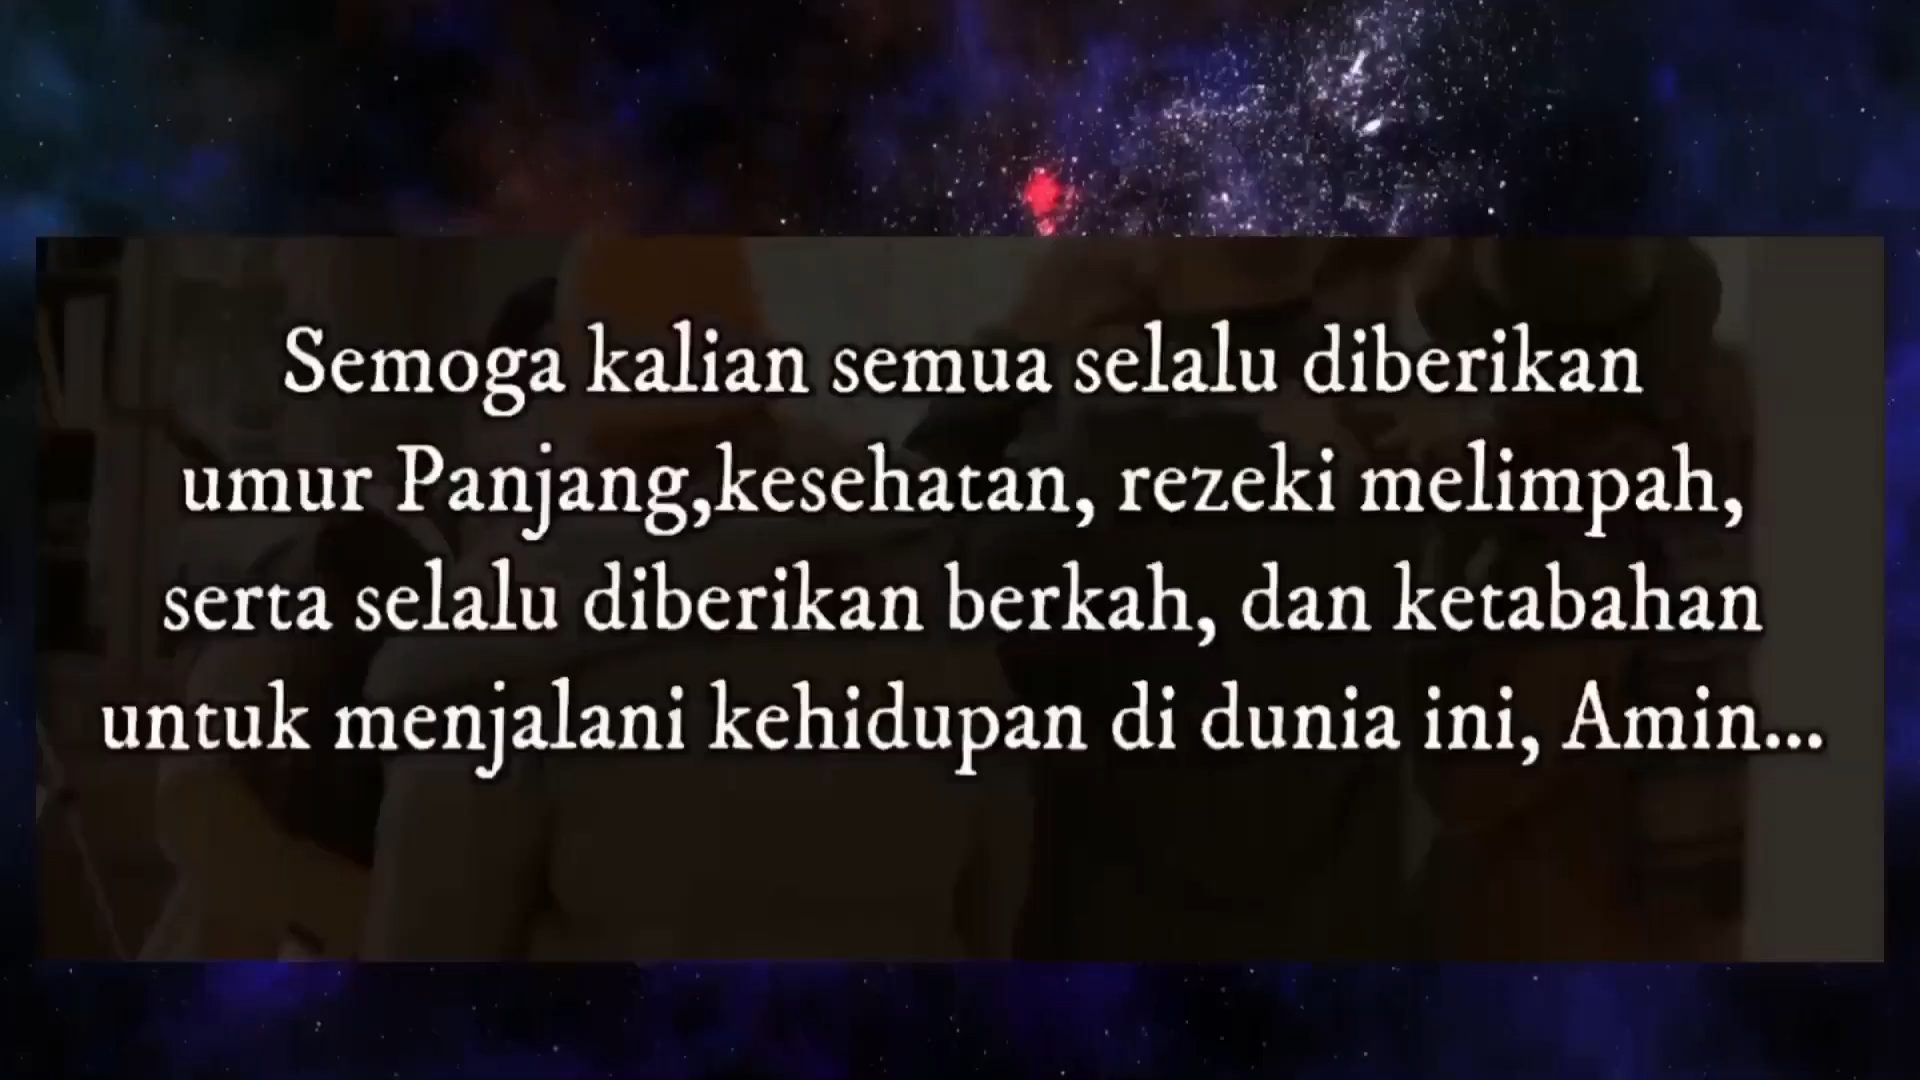 Semoga kalian semua selalu diberikan
umur Panjang,kesehatan, rezeki melimpah,
serta selalu diberikan berkah, dan ketabahan
untuk menjalani kehidupan di dunia ini, Amin...